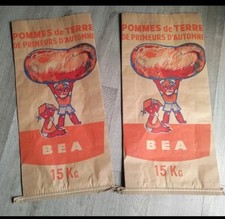 POMMES de TERRE
DE PRIMEURS D'AUTOMNE
BEA
15 KG
POMMES de TERRE
DE PRIMEURS D'AUTOMNE
BEA
15 KG